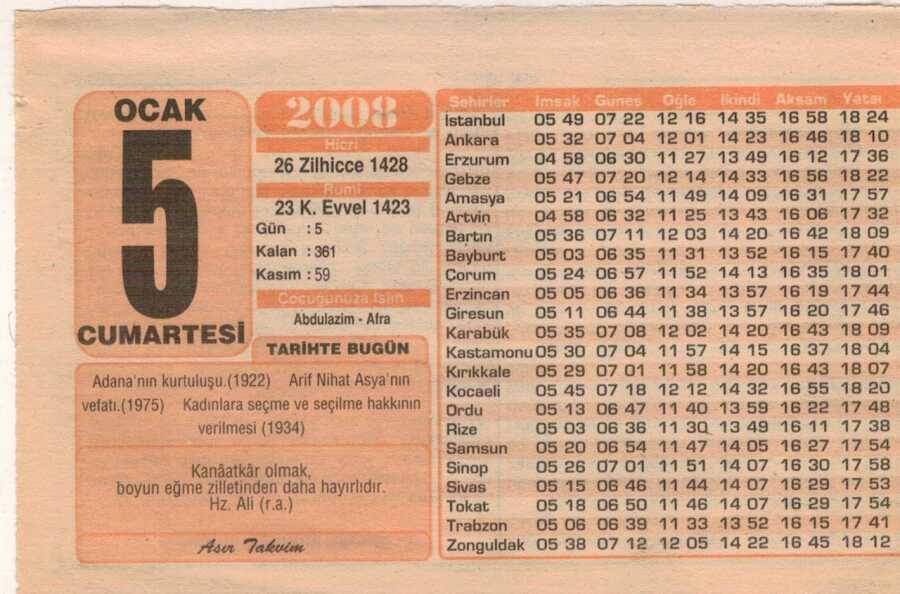 OCAK
5
CUMARTESİ
2008
Hicri
26 Zilhicce 1428
Rumi
23 K. Evvel 1423
Gün : 5
Kalan : 361
Kasım : 59
Çocuğunuza İsim
Abdulazim - Afra
TARİHTE BUGÜN
Adana'nın kurtuluşu.(1922) Arif Nihat Asya'nın
vefatı.(1975) Kadınlara seçme ve seçilme hakkının
verilmesi (1934)
Kanâatkâr olmak,
boyun eğme zilletinden daha hayırlıdır.
Hz. Ali (r.a.)
Asır Takvim
Şehirler İmsak Güneş Öğle İkindi Akşam Yatsı
İstanbul 05 49 07 22 12 16 14 35 16 58 18 24
Ankara 05 32 07 04 12 01 14 23 16 46 18 10
Erzurum 04 58 06 30 11 27 13 49 16 12 17 36
Gebze 05 47 07 20 12 14 14 33 16 56 18 22
Amasya 05 21 06 54 11 49 14 09 16 31 17 57
Artvin 04 58 06 32 11 25 13 43 16 06 17 32
Bartın 05 36 07 11 12 03 14 20 16 42 18 09
Bayburt 05 03 06 35 11 31 13 52 16 15 17 40
Çorum 05 24 06 57 11 52 14 13 16 35 18 01
Erzincan 05 05 06 36 11 34 13 57 16 19 17 44
Giresun 05 11 06 44 11 38 13 57 16 20 17 46
Karabük 05 35 07 08 12 02 14 20 16 43 18 09
Kastamonu 05 30 07 04 11 57 14 15 16 37 18 04
Kırıkkale 05 29 07 01 11 58 14 20 16 43 18 07
Kocaeli 05 45 07 18 12 12 14 32 16 55 18 20
Ordu 05 13 06 47 11 40 13 59 16 22 17 48
Rize 05 03 06 36 11 30 13 49 16 11 17 38
Samsun 05 20 06 54 11 47 14 05 16 27 17 54
Sinop 05 26 07 01 11 51 14 07 16 30 17 58
Sivas 05 15 06 46 11 44 14 07 16 29 17 53
Tokat 05 18 06 50 11 46 14 07 16 29 17 54
Trabzon 05 06 06 39 11 33 13 52 16 15 17 41
Zonguldak 05 38 07 12 12 05 14 22 16 45 18 12